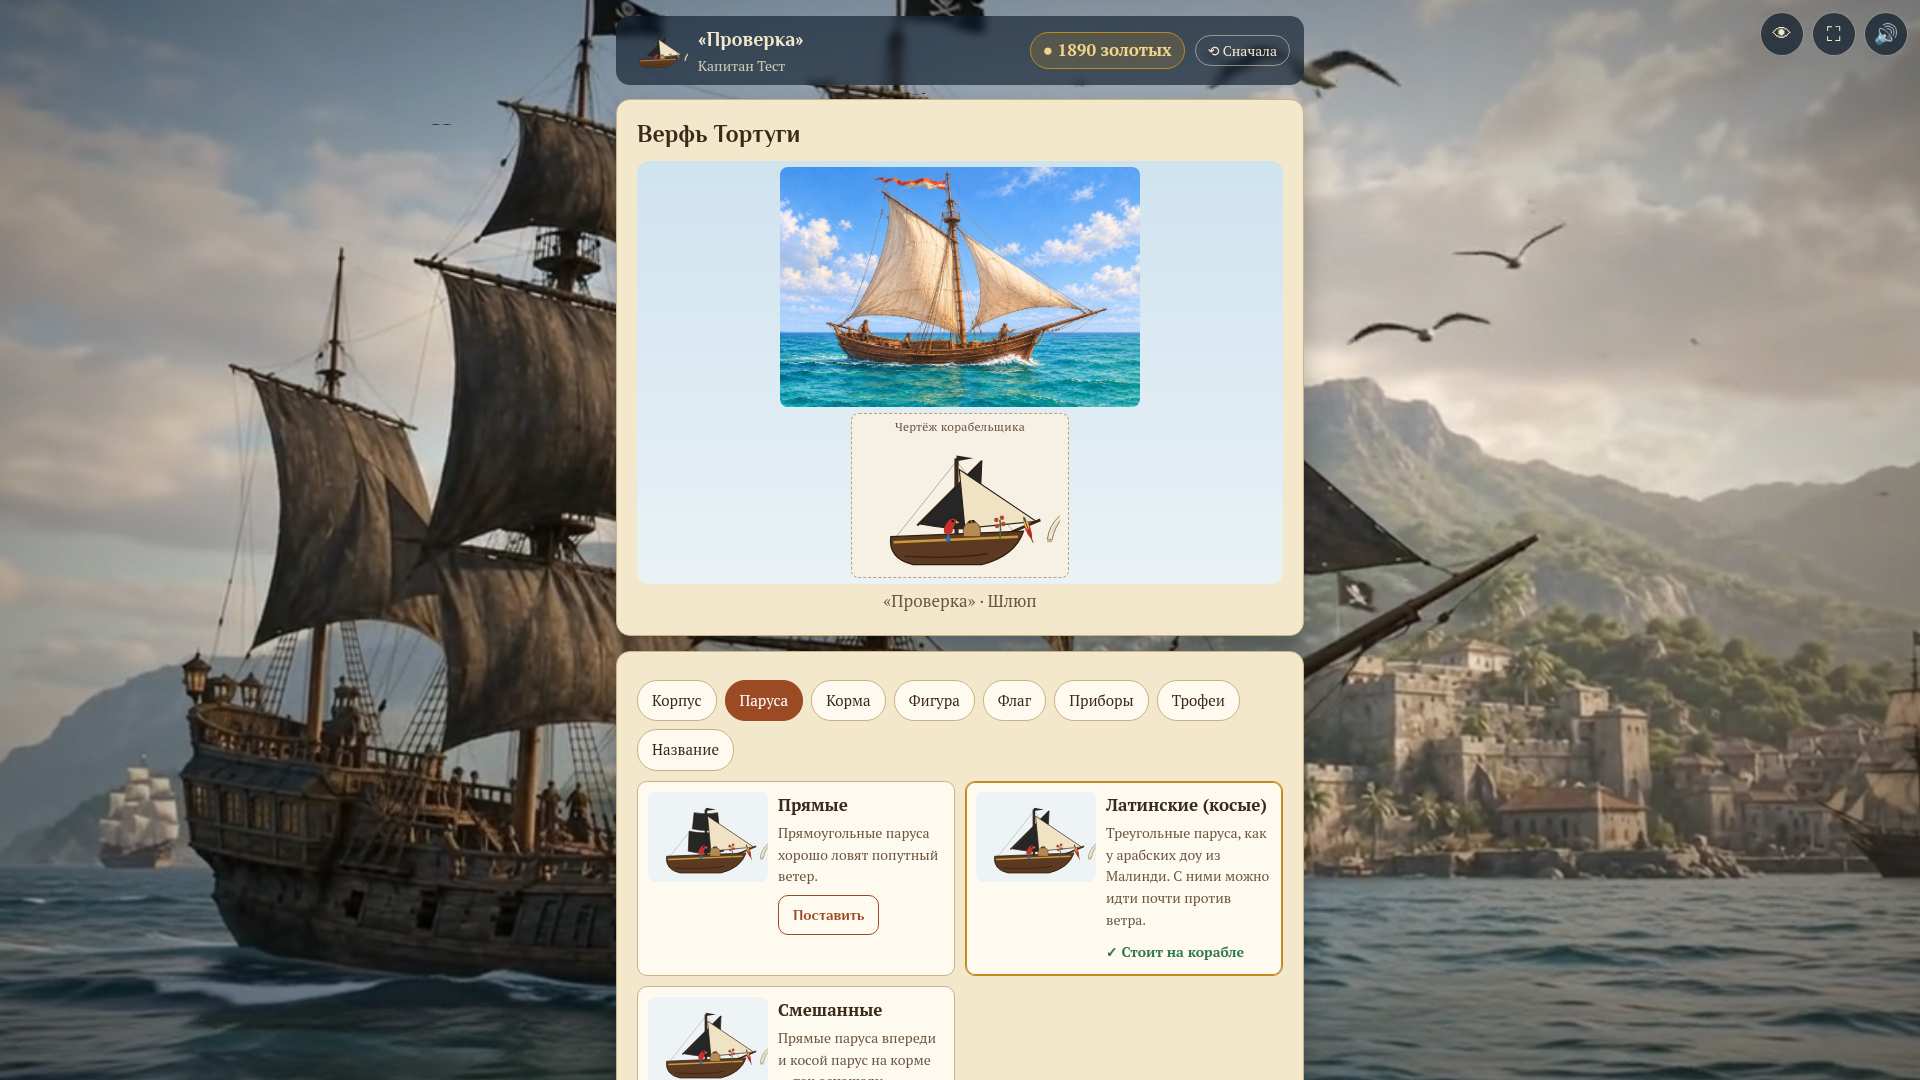 «Проверка»
Капитан Тест
● 1890 золотых
⟲ Сначала
Верфь Тортуги
Чертёж корабельщика
«Проверка» · Шлюп
Корпус
Паруса
Корма
Фигура
Флаг
Приборы
Трофеи
Название
Прямые
Прямоугольные паруса
хорошо ловят попутный
ветер.
Поставить
Латинские (косые)
Треугольные паруса, как
у арабских доу из
Малинди. С ними можно
идти почти против
ветра.
✓ Стоит на корабле
Смешанные
Прямые паруса впереди
и косой парус на корме